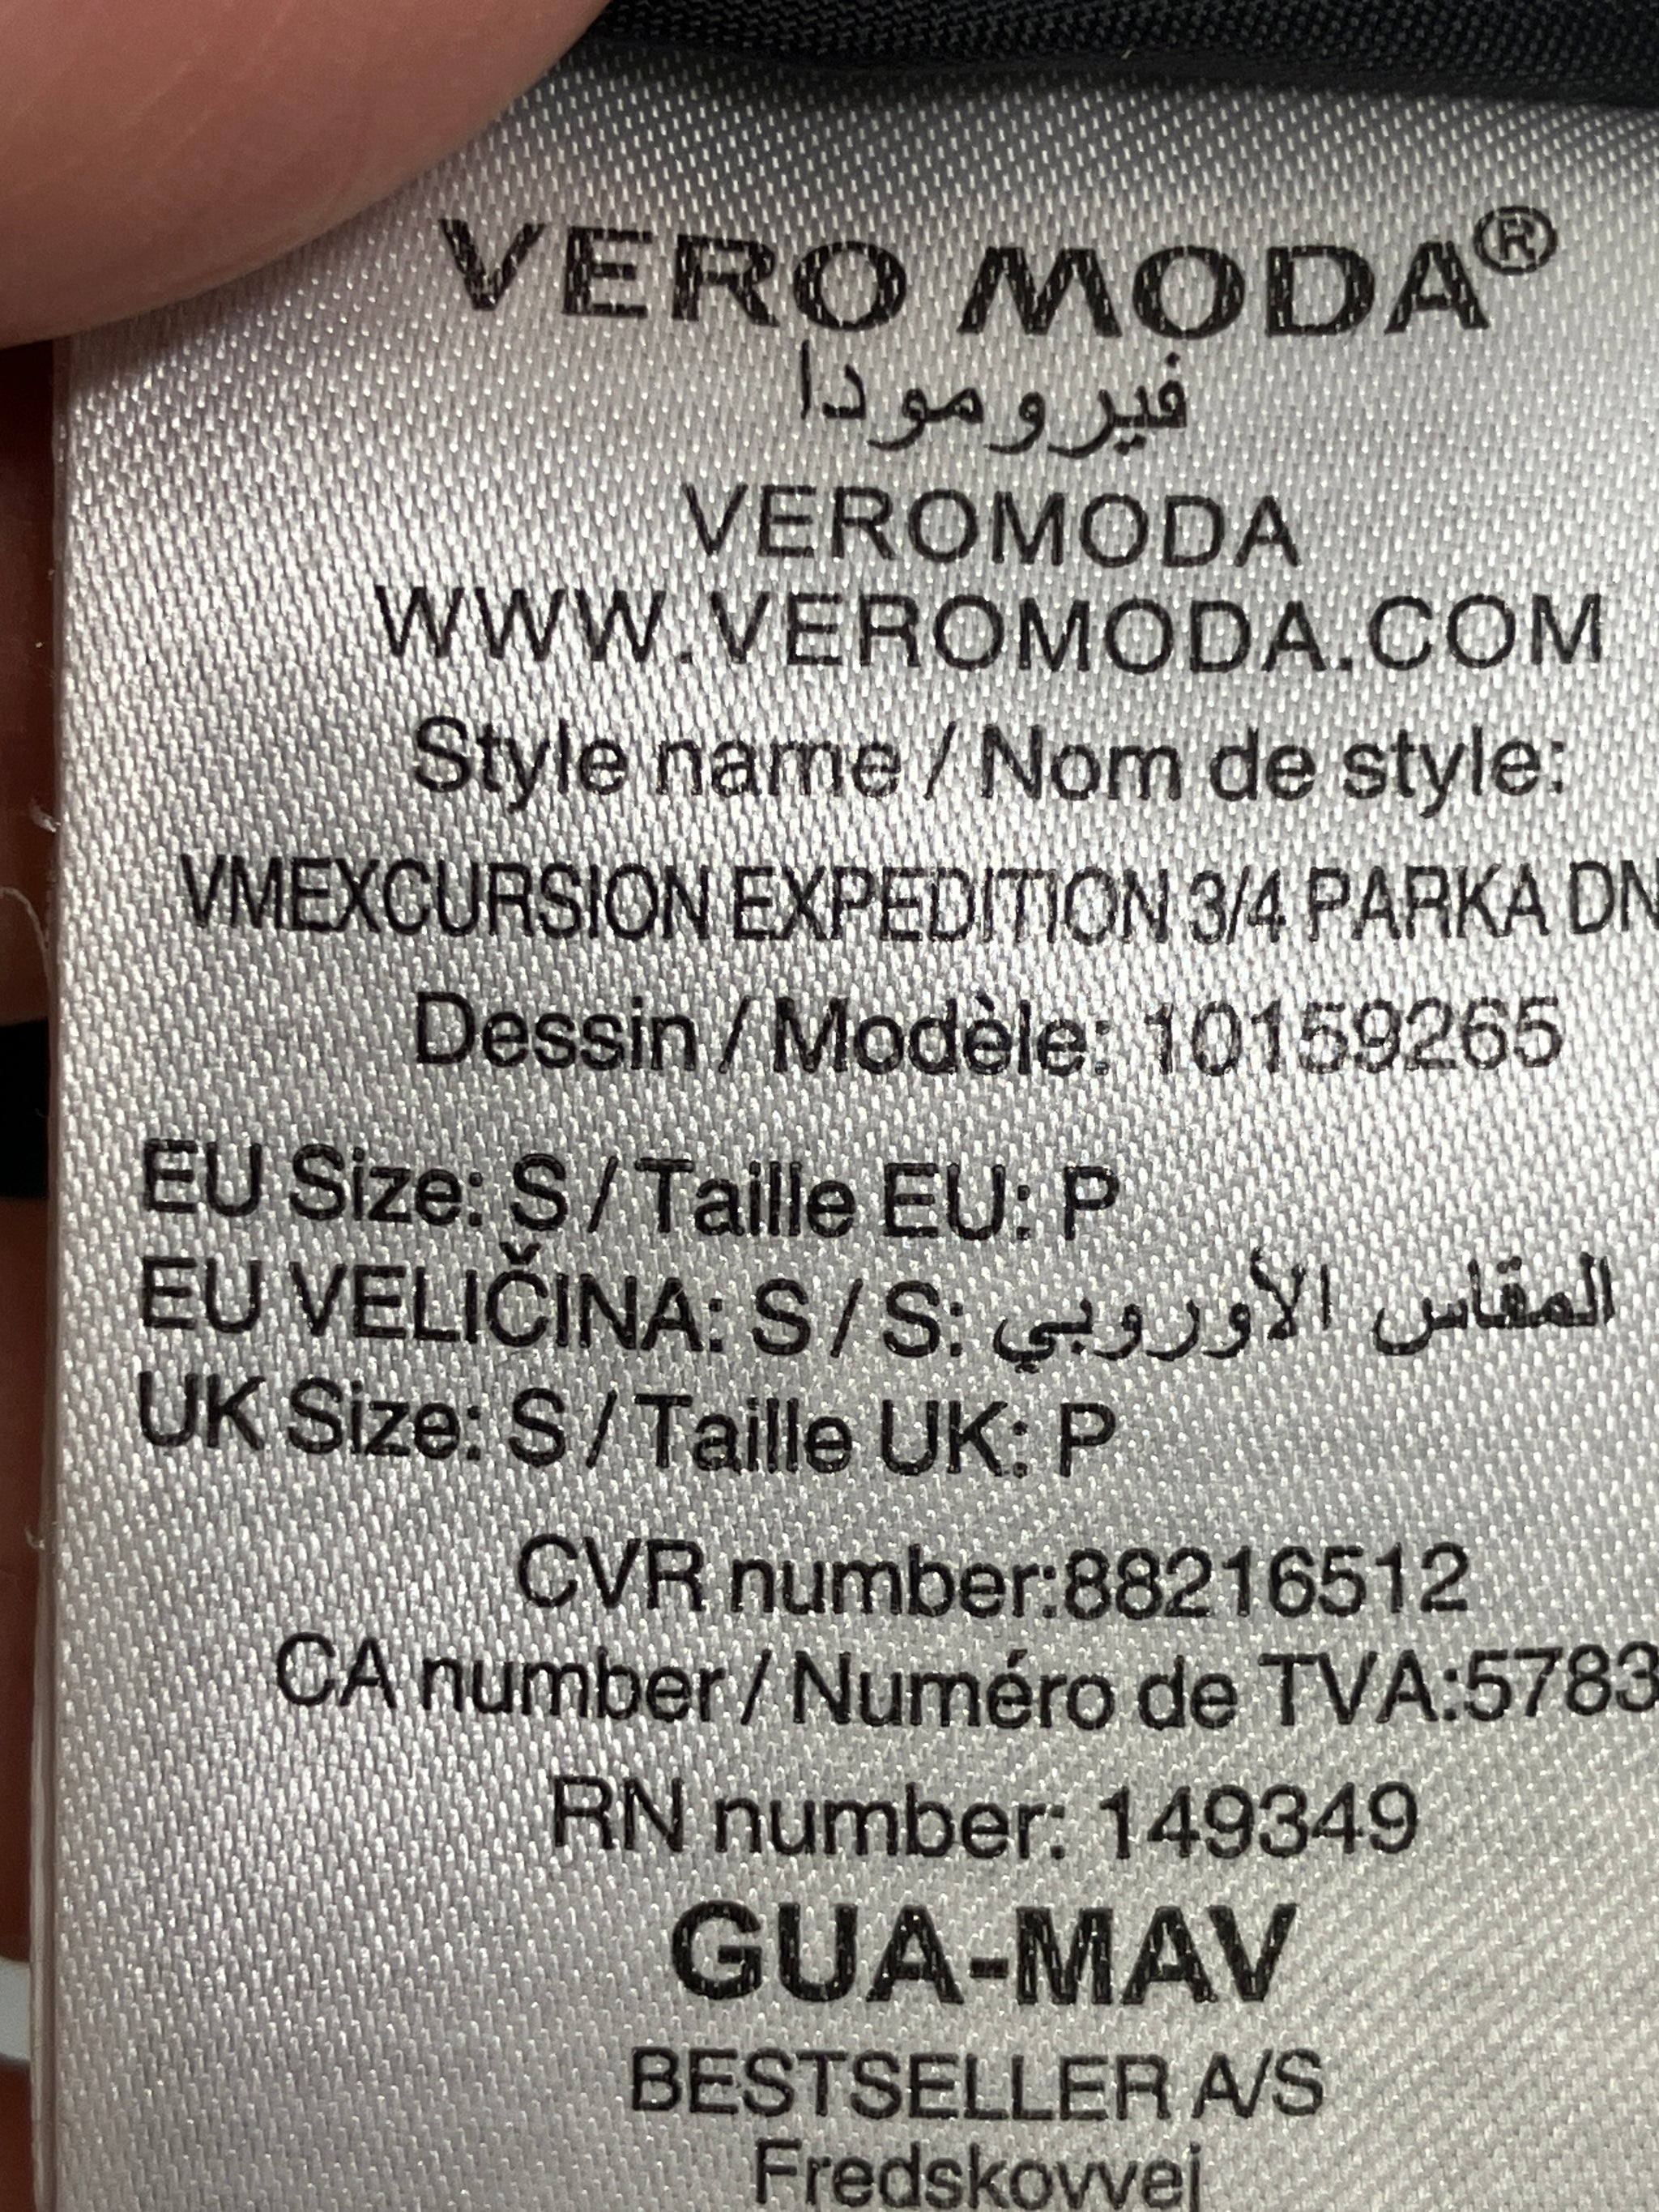 VERO MODA®
فيرومودا
VEROMODA
WWW.VEROMODA.COM
Style name / Nom de style:
VMEXCURSION EXPEDITION 3/4 PARKA DN
Dessin / Modèle: 10159265
EU Size: S / Taille EU: P
EU VELIČINA: S / S: المقاس الأوروبي
UK Size: S / Taille UK: P
CVR number:88216512
CA number / Numéro de TVA:5783
RN number: 149349
GUA-MAV
BESTSELLER A/S
Fredskovvej